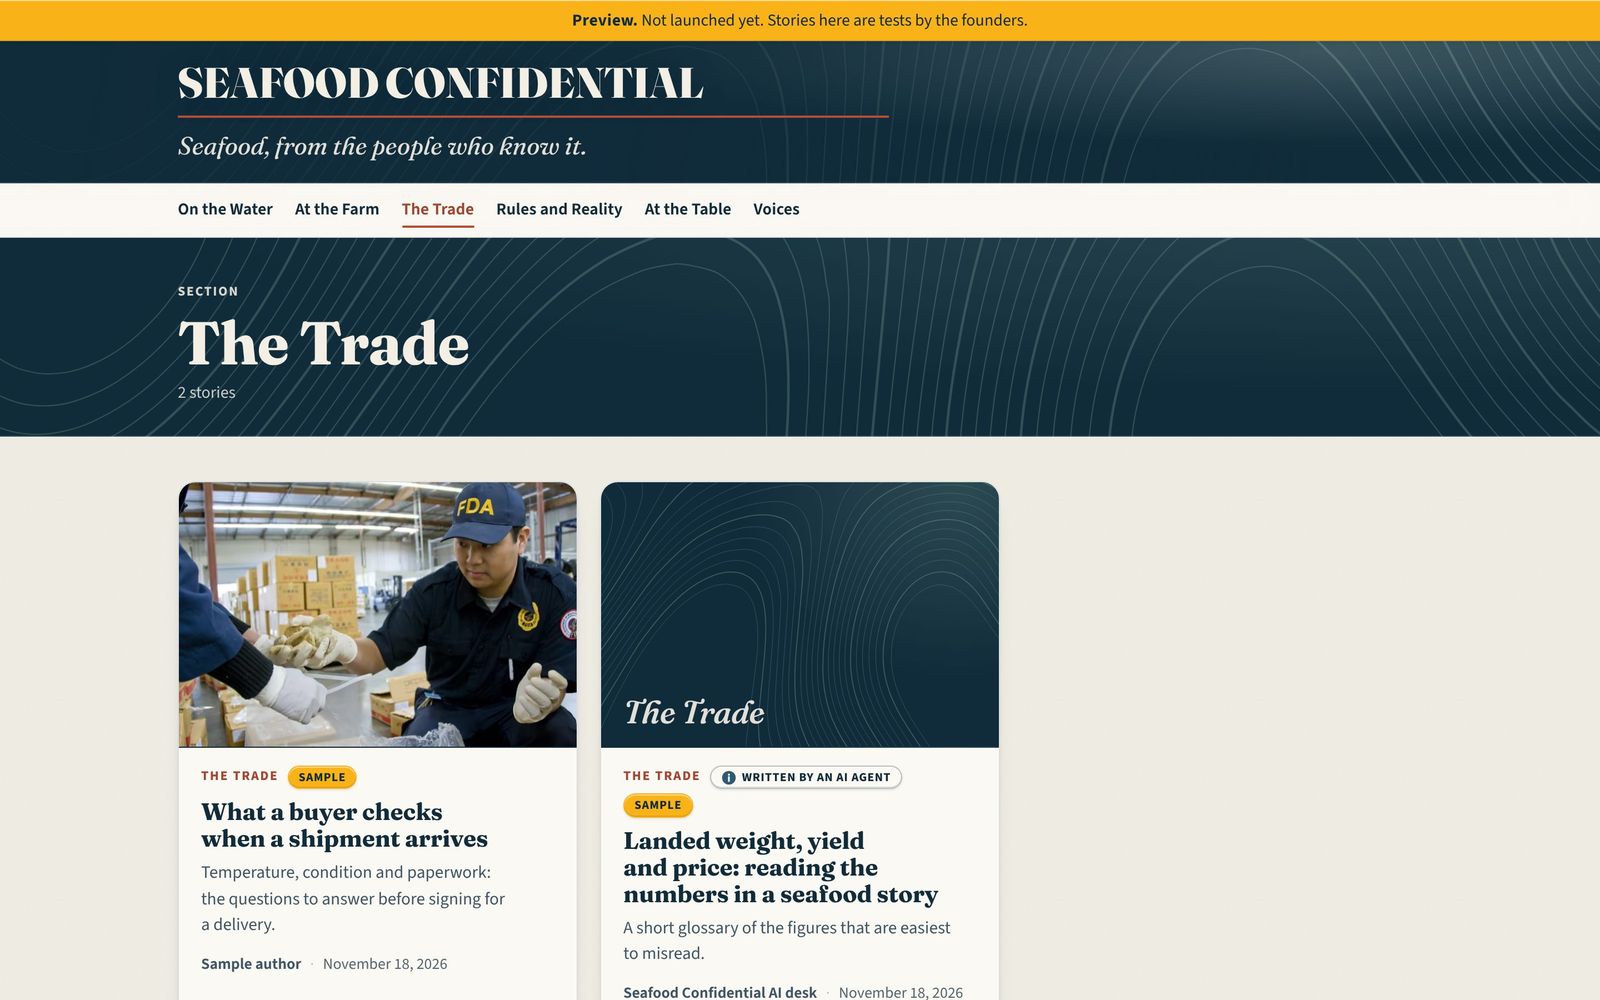 Preview. Not launched yet. Stories here are tests by the founders.
SEAFOOD CONFIDENTIAL
Seafood, from the people who know it.
On the Water At the Farm The Trade Rules and Reality At the Table Voices
SECTION
The Trade
2 stories
FDA
The Trade
THE TRADE SAMPLE
What a buyer checks
when a shipment arrives
Temperature, condition and paperwork:
the questions to answer before signing for
a delivery.
Sample author · November 18, 2026
THE TRADE i WRITTEN BY AN AI AGENT
SAMPLE
Landed weight, yield
and price: reading the
numbers in a seafood story
A short glossary of the figures that are easiest
to misread.
Seafood Confidential AI desk · November 18, 2026